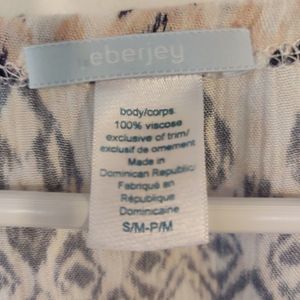 eberjey
body/corps
100% viscose
exclusive of trim/
exclusif de ornement
Made in
Dominican Republic/
Fabriqué en
République
Dominicaine
S/M-P/M